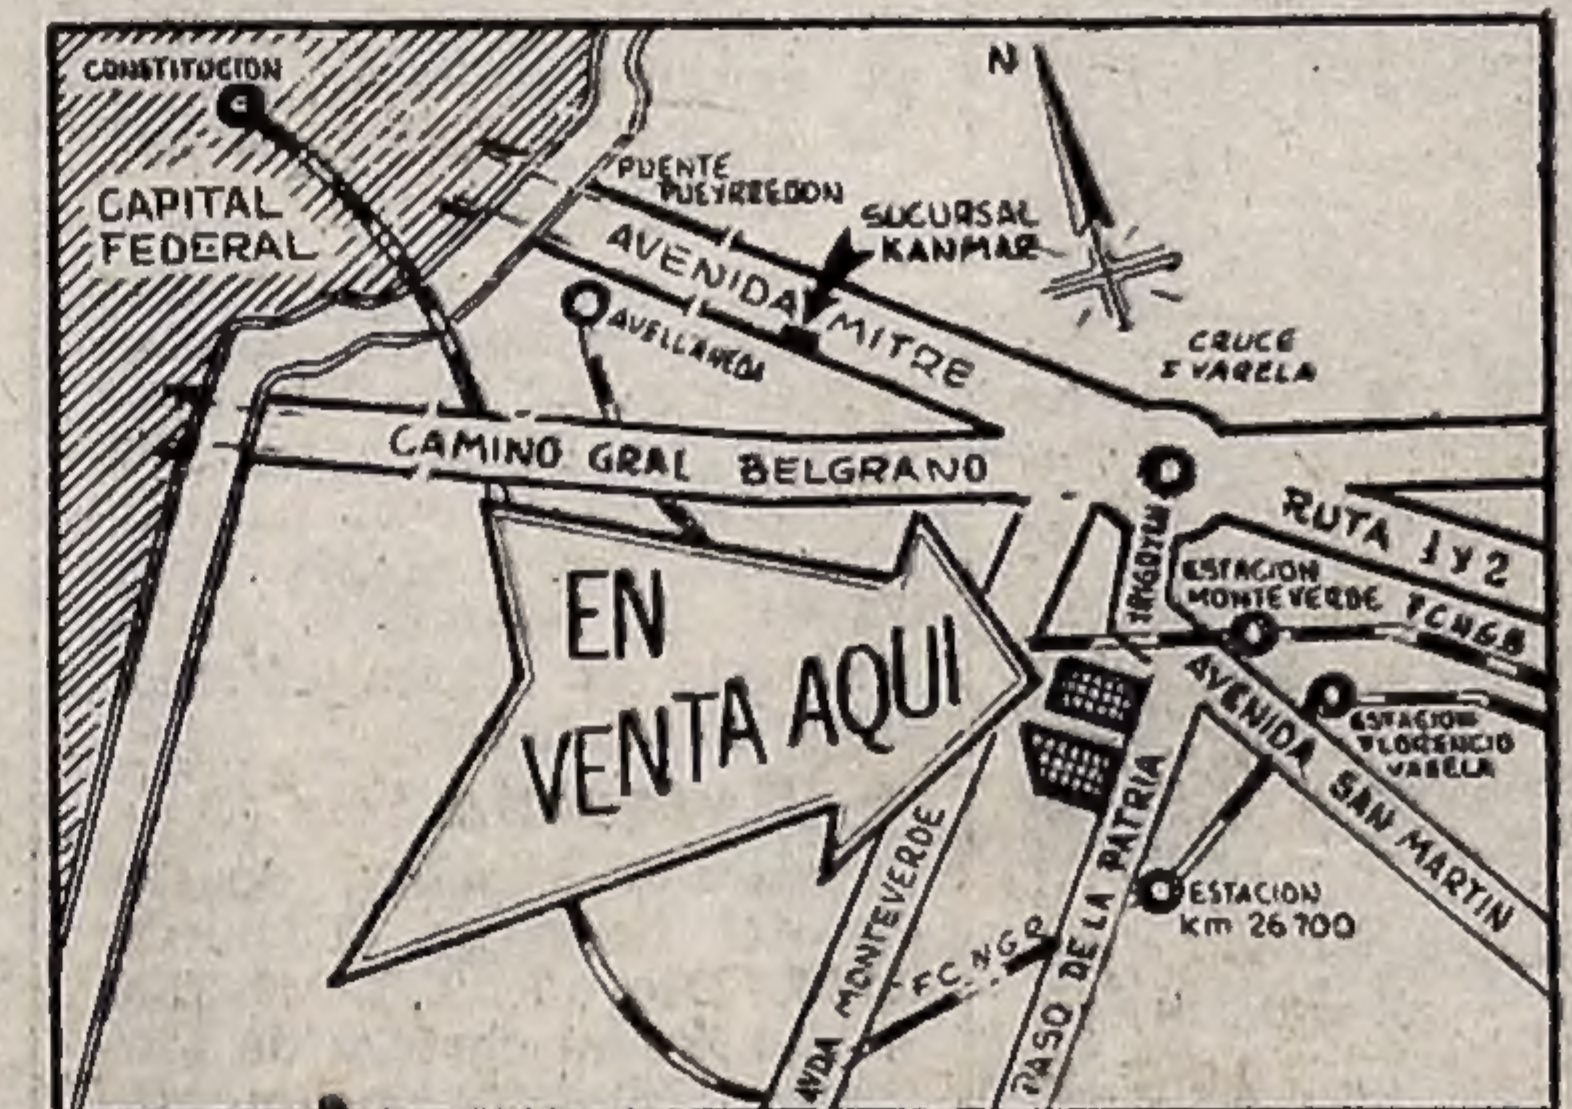 CONSTITUCION
CAPITAL
FEDERAL
N
PUENTE
PUEYRREDON
SUCURSAL
KANMAR
AVENIDA MITRE
AVELLANEDA
CRUCE
F VARELA
CAMINO GRAL BELGRANO
RUTA 1 Y 2
YRIGOYEN
ESTACION
MONTEVERDE
FCNGB
EN
VENTA AQUI
AVENIDA SAN MARTIN
ESTACION
FLORENCIO
VARELA
AVDA MONTEVERDE
PASO DE LA PATRIA
ESTACION
Km 26700
F C N G R